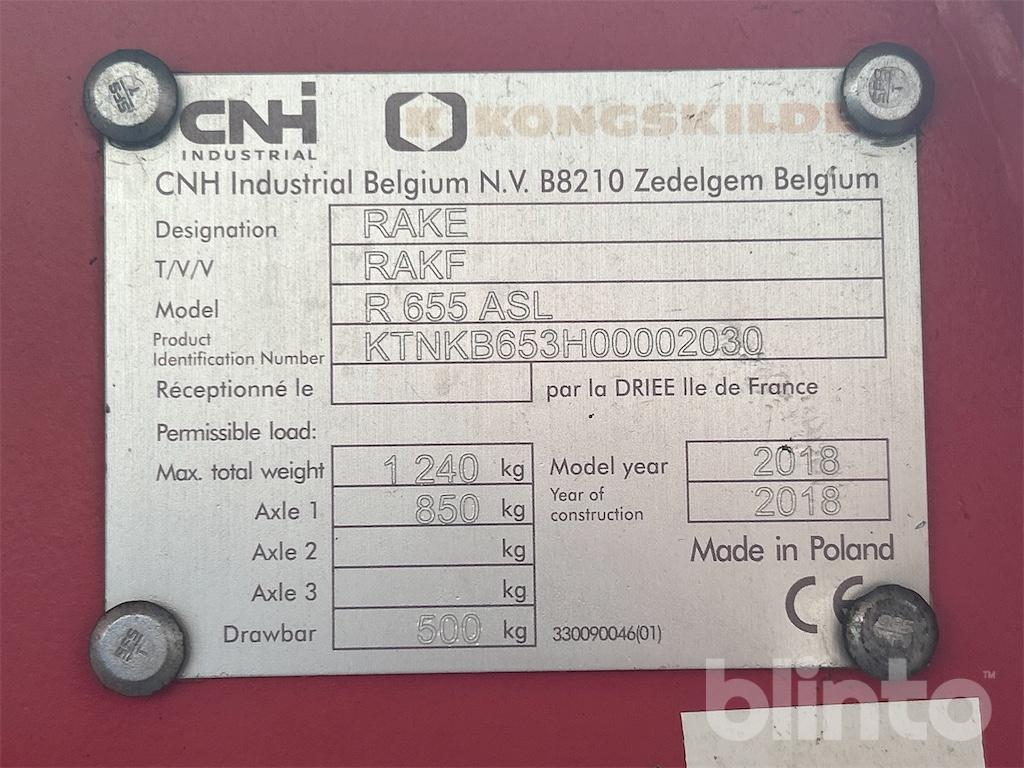 CNH INDUSTRIAL K KONGSKILDE
CNH Industrial Belgium N.V. B8210 Zedelgem Belgium
Designation RAKE
T/V/V RAKF
Model R 655 ASL
Product Identification Number KTNKB653H00002030
Réceptionné le par la DRIEE Ile de France
Permissible load:
Max. total weight 1 240 kg Model year 2018
Axle 1 850 kg Year of construction 2018
Axle 2 kg Made in Poland
Axle 3 kg CE
Drawbar 500 kg 330090046(01)
blinto™